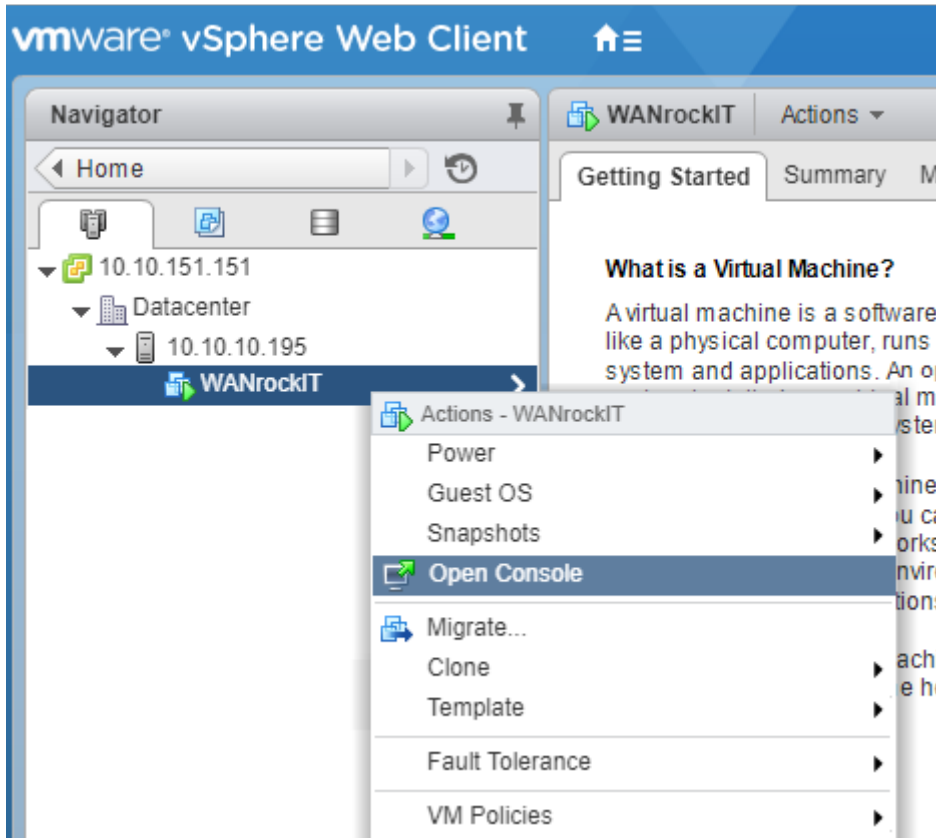 vmware® vSphere Web Client
Navigator
Home
10.10.151.151
Datacenter
10.10.10.195
WANrockIT
WANrockIT Actions
Getting Started Summary M
What is a Virtual Machine?
A virtual machine is a software
like a physical computer, runs
system and applications. An op
Actions - WANrockIT
Power
Guest OS
Snapshots
Open Console
Migrate...
Clone
Template
Fault Tolerance
VM Policies